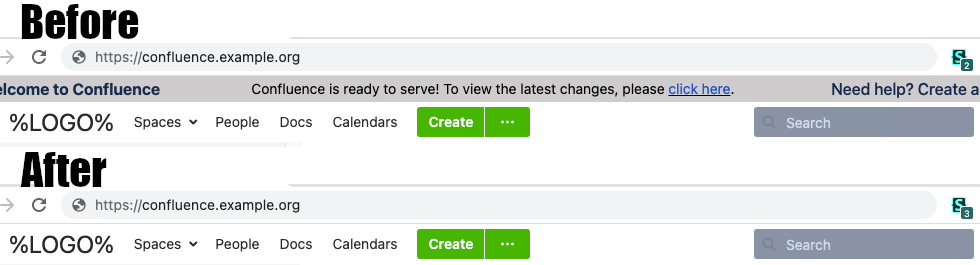 Before
https://confluence.example.org
2
elcome to Confluence Confluence is ready to serve! To view the latest changes, please click here. Need help? Create a
%LOGO% Spaces People Docs Calendars Create ··· Search
After
https://confluence.example.org
3
%LOGO% Spaces People Docs Calendars Create ··· Search